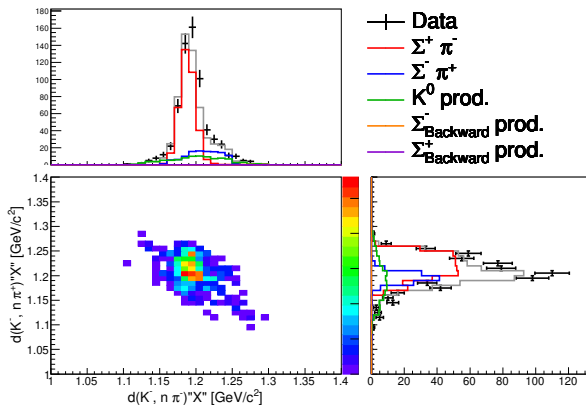 Data
Σ⁺ π⁻
Σ⁻ π⁺
K⁰ prod.
Σ⁻Backward prod.
Σ⁺Backward prod.
180
160
140
120
100
80
60
40
20
0
1.4
1.35
1.3
1.25
1.2
1.15
1.1
1.05
1
d(K⁻, n π⁺)"X" [GeV/c²]
1 1.05 1.1 1.15 1.2 1.25 1.3 1.35 1.4
d(K⁻, n π⁻)"X" [GeV/c²]
0 20 40 60 80 100 120